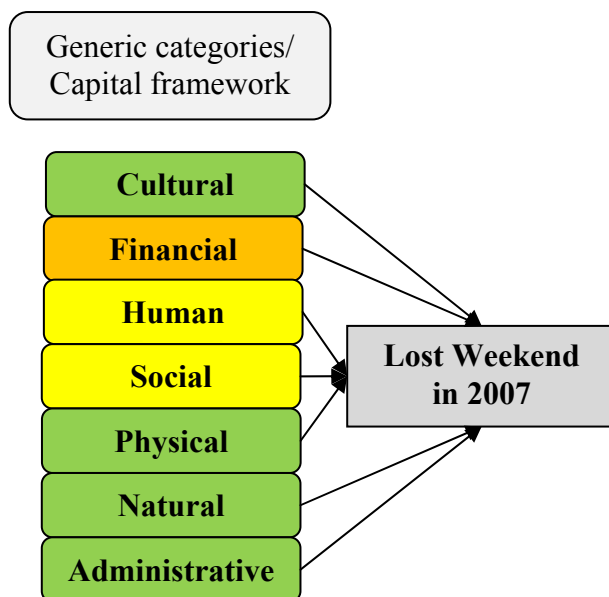 Generic categories/
Capital framework
Cultural
Financial
Human
Social
Physical
Natural
Administrative
Lost Weekend
in 2007